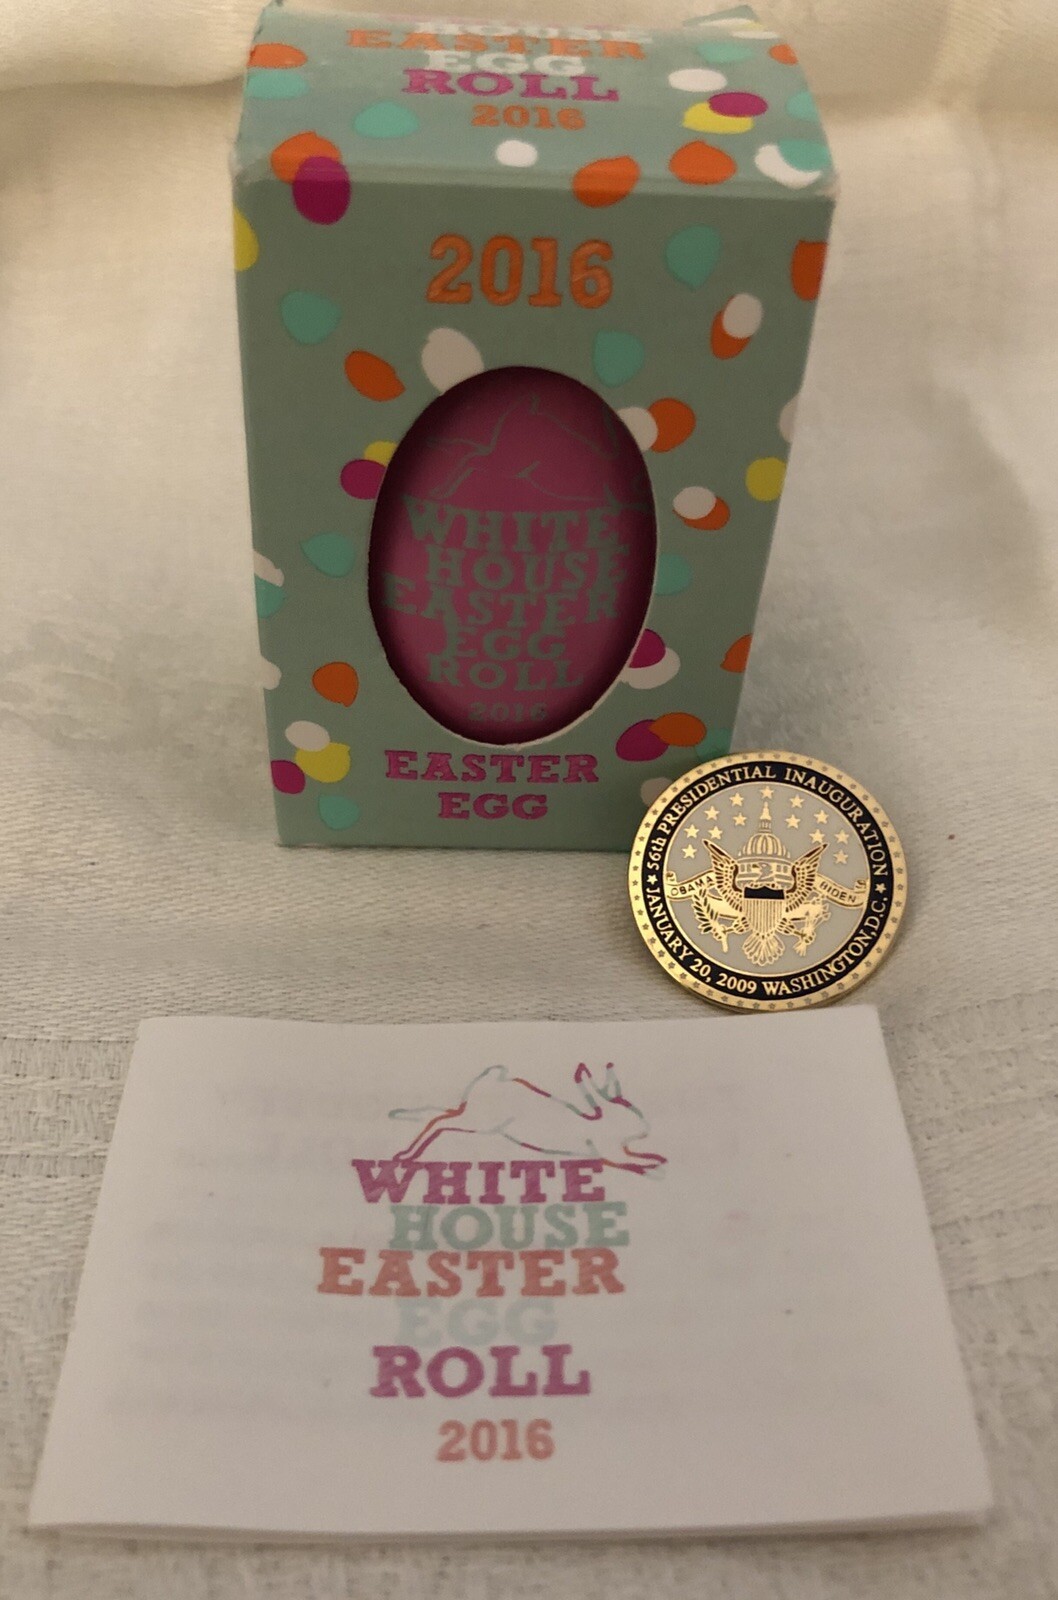 HOUSE
EASTER
EGG
ROLL
2016
2016
WHITE
HOUSE
EASTER
EGG
ROLL
2016
EASTER
EGG
56th PRESIDENTIAL INAUGURATION
OBAMA
BIDEN
JANUARY 20, 2009 WASHINGTON, D.C.
WHITE
HOUSE
EASTER
EGG
ROLL
2016